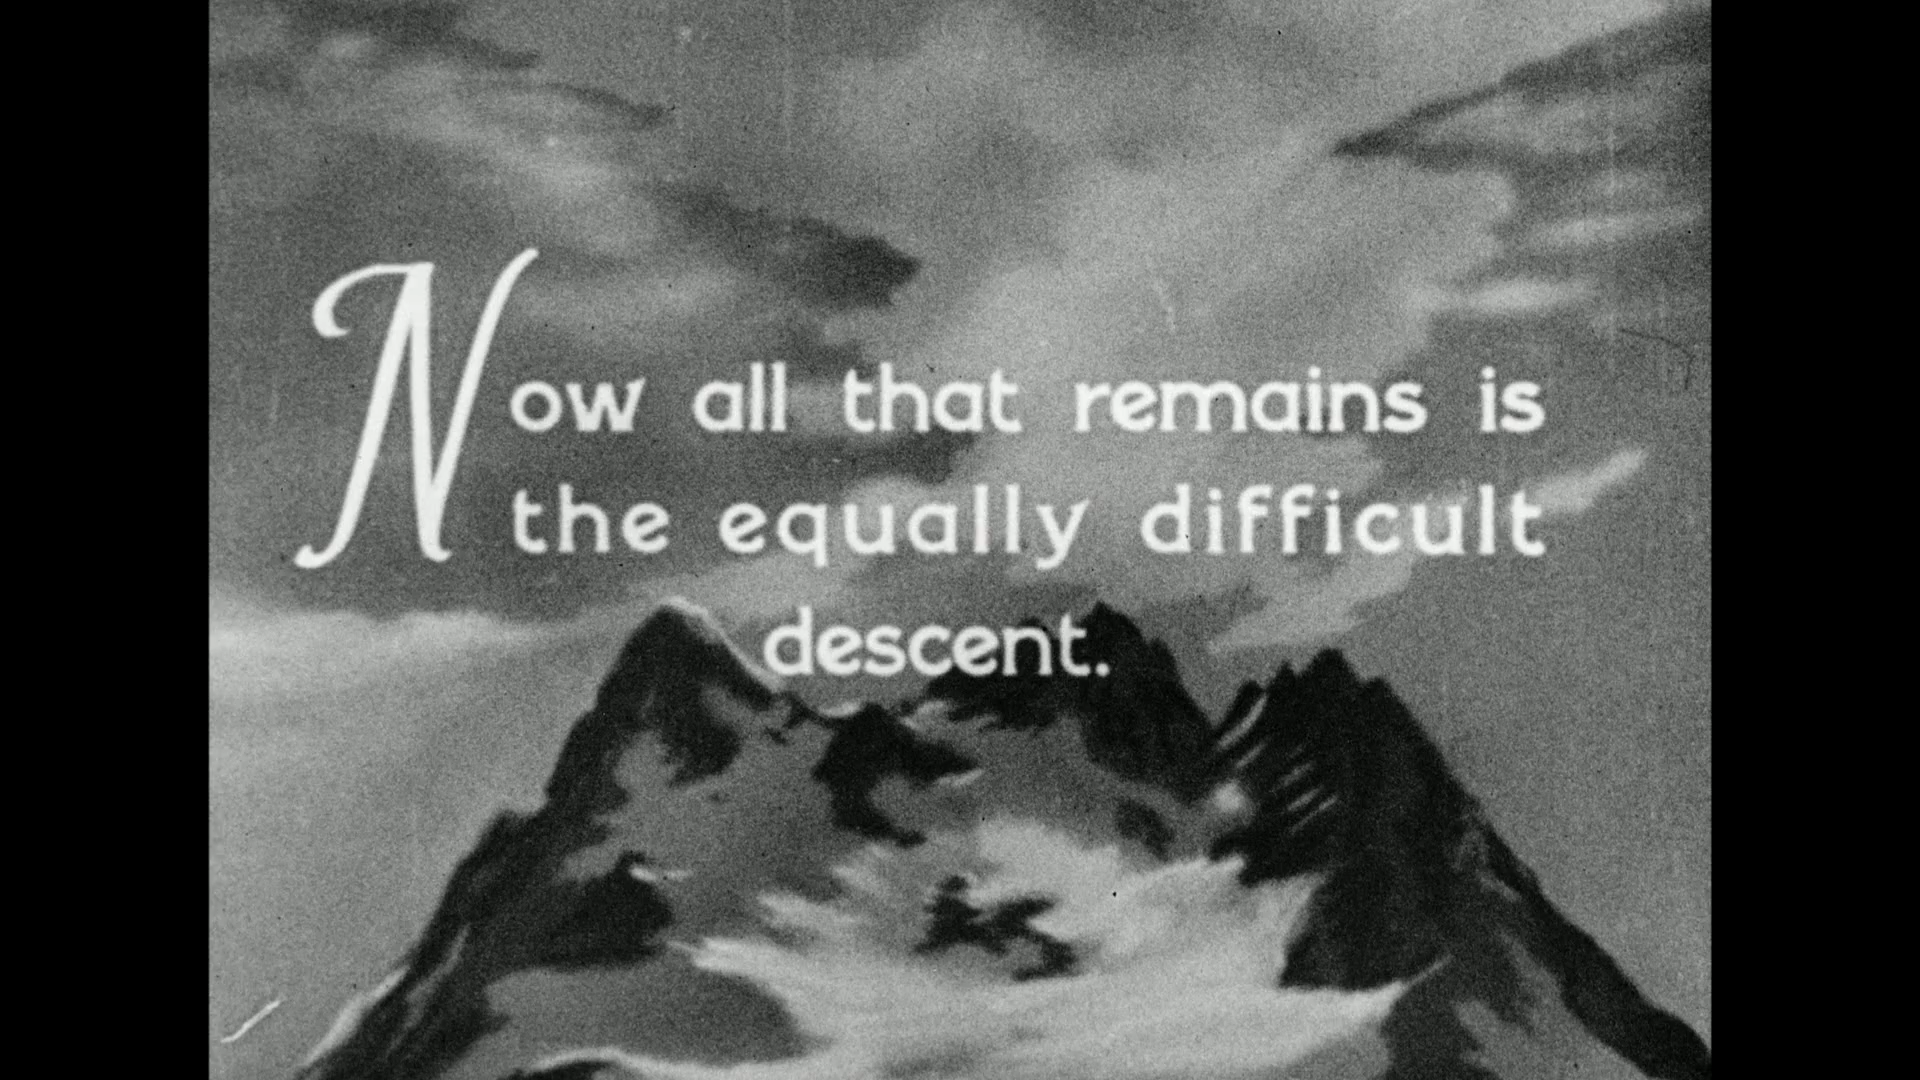 Now all that remains is
the equally difficult
descent.